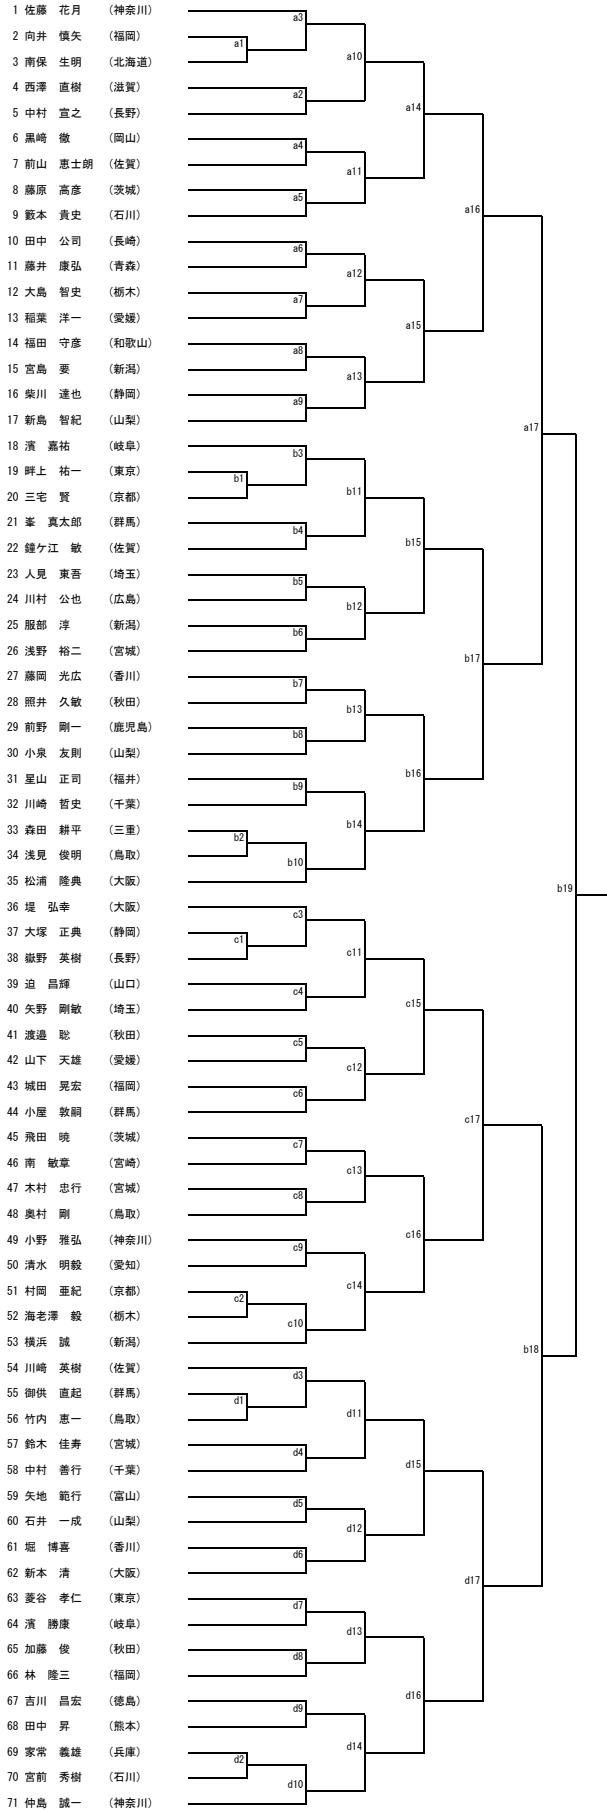 1 佐藤 花月 (神奈川)
a3
2 向井 慎矢 (福岡)
a1
3 南保 生明 (北海道)
a10
4 西澤 直樹 (滋賀)
a2
5 中村 宣之 (長野)
a14
6 黒﨑 徹 (岡山)
a4
7 前山 恵士朗 (佐賀)
a11
8 藤原 高彦 (茨城)
a5
9 籔本 貴史 (石川)
a16
10 田中 公司 (長崎)
a6
11 藤井 康弘 (青森)
a12
12 大島 智史 (栃木)
a7
13 稲葉 洋一 (愛媛)
a15
14 福田 守彦 (和歌山)
a8
15 宮島 要 (新潟)
a13
16 柴川 達也 (静岡)
a9
17 新島 智紀 (山梨)
a17
18 濱 嘉祐 (岐阜)
b3
19 畔上 祐一 (東京)
b1
20 三宅 賢 (京都)
b11
21 峯 真太郎 (群馬)
b4
22 鐘ケ江 敏 (佐賀)
b15
23 人見 東吾 (埼玉)
b5
24 川村 公也 (広島)
b12
25 服部 淳 (新潟)
b6
26 浅野 裕二 (宮城)
b17
27 藤岡 光広 (香川)
b7
28 照井 久敏 (秋田)
b13
29 前野 剛一 (鹿児島)
b8
30 小泉 友則 (山梨)
b16
31 星山 正司 (福井)
b9
32 川崎 哲史 (千葉)
b14
33 森田 耕平 (三重)
b2
34 浅見 俊明 (鳥取)
b10
35 松浦 隆典 (大阪)
b19
36 堤 弘幸 (大阪)
c3
37 大塚 正典 (静岡)
c1
38 嶽野 英樹 (長野)
c11
39 迫 昌輝 (山口)
c4
40 矢野 剛敏 (埼玉)
c15
41 渡邉 聡 (秋田)
c5
42 山下 天雄 (愛媛)
c12
43 城田 晃宏 (福岡)
c6
44 小屋 敦嗣 (群馬)
c17
45 飛田 暁 (茨城)
c7
46 南 敏章 (宮崎)
c13
47 木村 忠行 (宮城)
c8
48 奥村 剛 (鳥取)
c16
49 小野 雅弘 (神奈川)
c9
50 清水 明毅 (愛知)
c14
51 村岡 亜紀 (京都)
c2
52 海老澤 毅 (栃木)
c10
53 横浜 誠 (新潟)
b18
54 川﨑 英樹 (佐賀)
d3
55 御供 直起 (群馬)
d1
56 竹内 恵一 (鳥取)
d11
57 鈴木 佳寿 (宮城)
d4
58 中村 善行 (千葉)
d15
59 矢地 範行 (富山)
d5
60 石井 一成 (山梨)
d12
61 堀 博喜 (香川)
d6
62 新本 清 (大阪)
d17
63 菱谷 孝仁 (東京)
d7
64 濱 勝康 (岐阜)
d13
65 加藤 俊 (秋田)
d8
66 林 隆三 (福岡)
d16
67 吉川 昌宏 (徳島)
d9
68 田中 昇 (熊本)
d14
69 家常 義雄 (兵庫)
d2
70 宮前 秀樹 (石川)
d10
71 仲島 誠一 (神奈川)